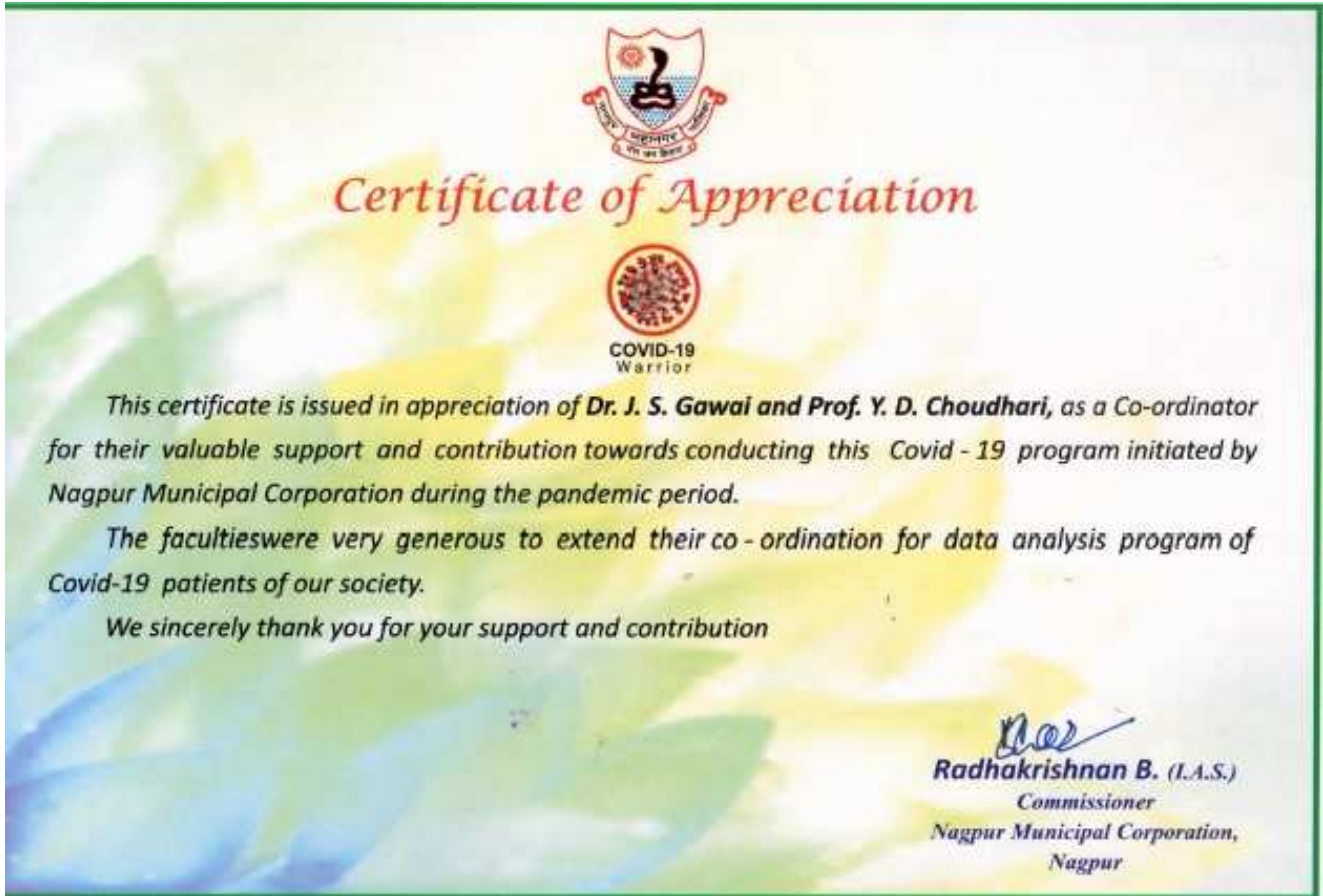 नागपूर महानगर पालिका
Certificate of Appreciation
COVID-19
Warrior
This certificate is issued in appreciation of Dr. J. S. Gawai and Prof. Y. D. Choudhari, as a Co-ordinator
for their valuable support and contribution towards conducting this Covid - 19 program initiated by
Nagpur Municipal Corporation during the pandemic period.
The facultieswere very generous to extend their co - ordination for data analysis program of
Covid-19 patients of our society.
We sincerely thank you for your support and contribution
Radhakrishnan B. (I.A.S.)
Commissioner
Nagpur Municipal Corporation,
Nagpur